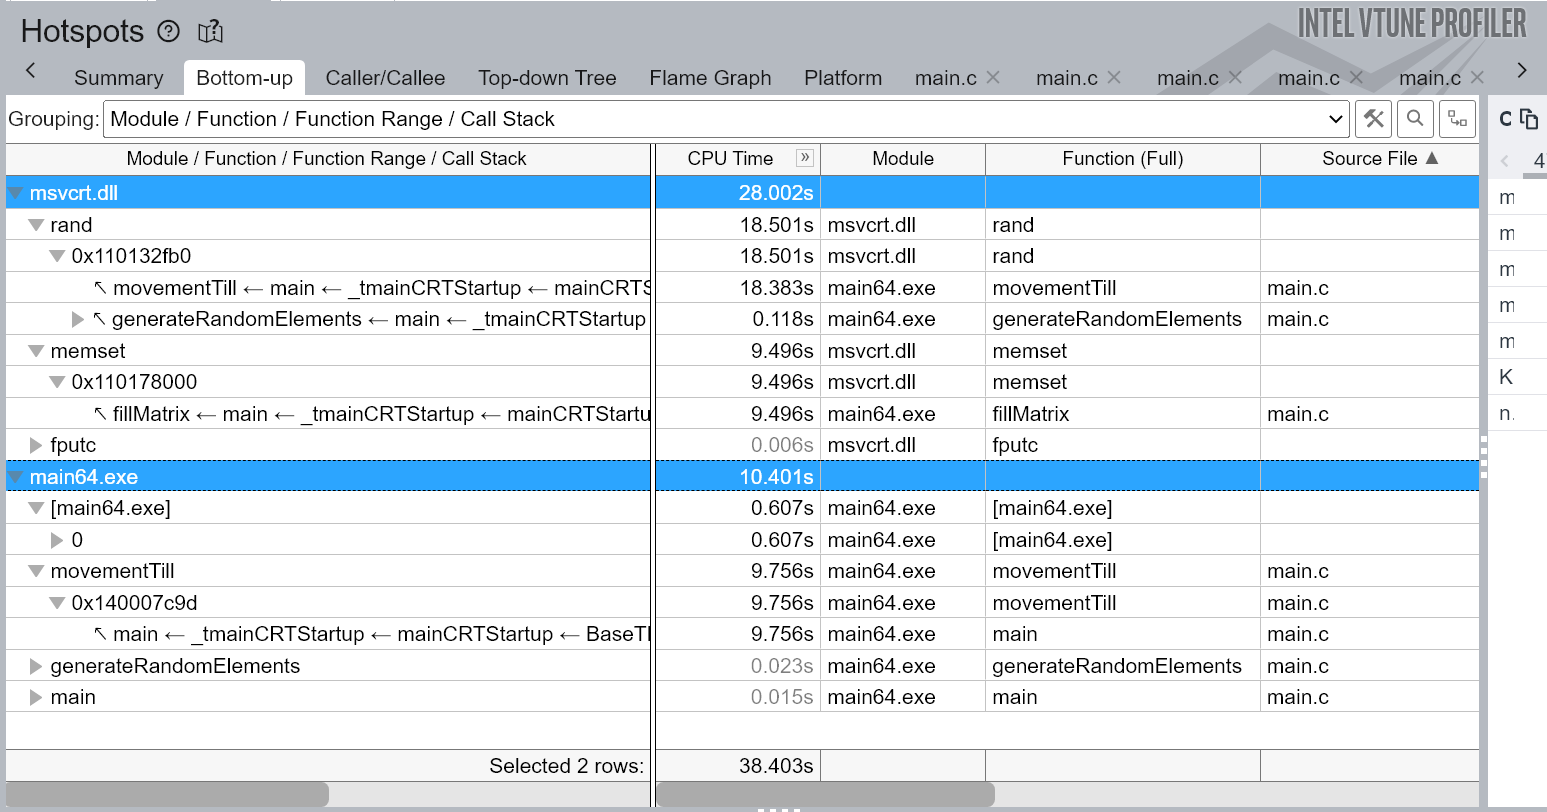 Hotspots ?
INTEL VTUNE PROFILER
Summary Bottom-up Caller/Callee Top-down Tree Flame Graph Platform main.c main.c main.c main.c main.c
Grouping: Module / Function / Function Range / Call Stack
Module / Function / Function Range / Call Stack CPU Time » Module Function (Full) Source File ▲
msvcrt.dll 28.002s
rand 18.501s msvcrt.dll rand
0x110132fb0 18.501s msvcrt.dll rand
↖ movementTill ← main ← _tmainCRTStartup ← mainCRTS 18.383s main64.exe movementTill main.c
↖ generateRandomElements ← main ← _tmainCRTStartup 0.118s main64.exe generateRandomElements main.c
memset 9.496s msvcrt.dll memset
0x110178000 9.496s msvcrt.dll memset
↖ fillMatrix ← main ← _tmainCRTStartup ← mainCRTStartu 9.496s main64.exe fillMatrix main.c
fputc 0.006s msvcrt.dll fputc
main64.exe 10.401s
[main64.exe] 0.607s main64.exe [main64.exe]
0 0.607s main64.exe [main64.exe]
movementTill 9.756s main64.exe movementTill main.c
0x140007c9d 9.756s main64.exe movementTill main.c
↖ main ← _tmainCRTStartup ← mainCRTStartup ← BaseTl 9.756s main64.exe main main.c
generateRandomElements 0.023s main64.exe generateRandomElements main.c
main 0.015s main64.exe main main.c
Selected 2 rows: 38.403s
C
4
m
m
m
m
m
K
n.